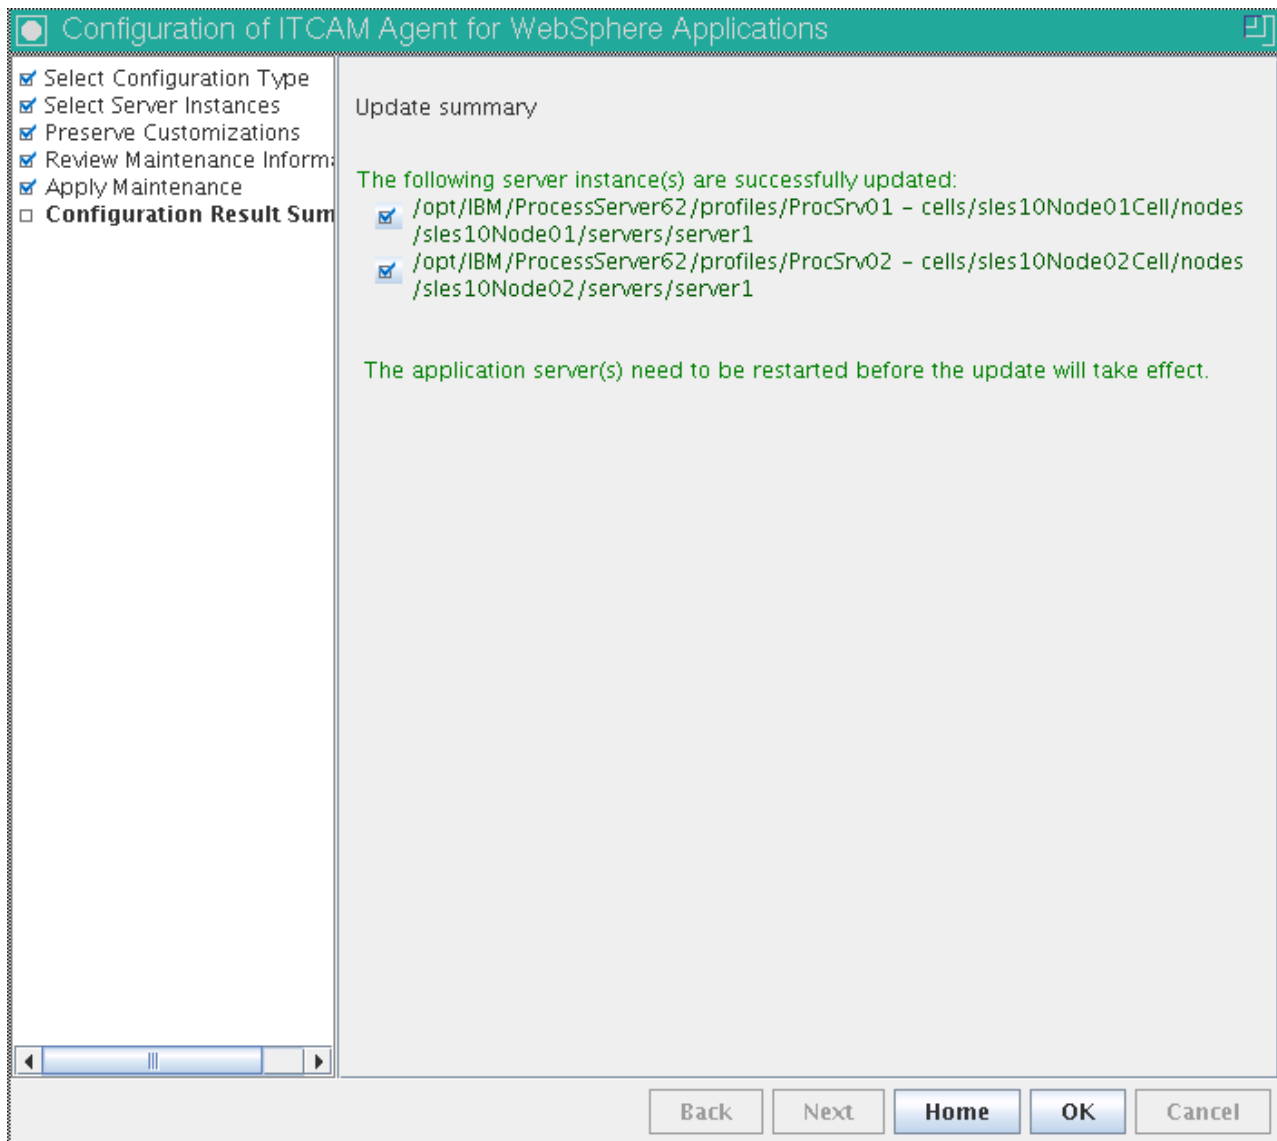 Configuration of ITCAM Agent for WebSphere Applications
Select Configuration Type
Select Server Instances
Preserve Customizations
Review Maintenance Inform
Apply Maintenance
Configuration Result Sum
Update summary
The following server instance(s) are successfully updated:
/opt/IBM/ProcessServer62/profiles/ProcSrv01 – cells/sles10Node01Cell/nodes
/sles10Node01/servers/server1
/opt/IBM/ProcessServer62/profiles/ProcSrv02 – cells/sles10Node02Cell/nodes
/sles10Node02/servers/server1
The application server(s) need to be restarted before the update will take effect.
Back
Next
Home
OK
Cancel